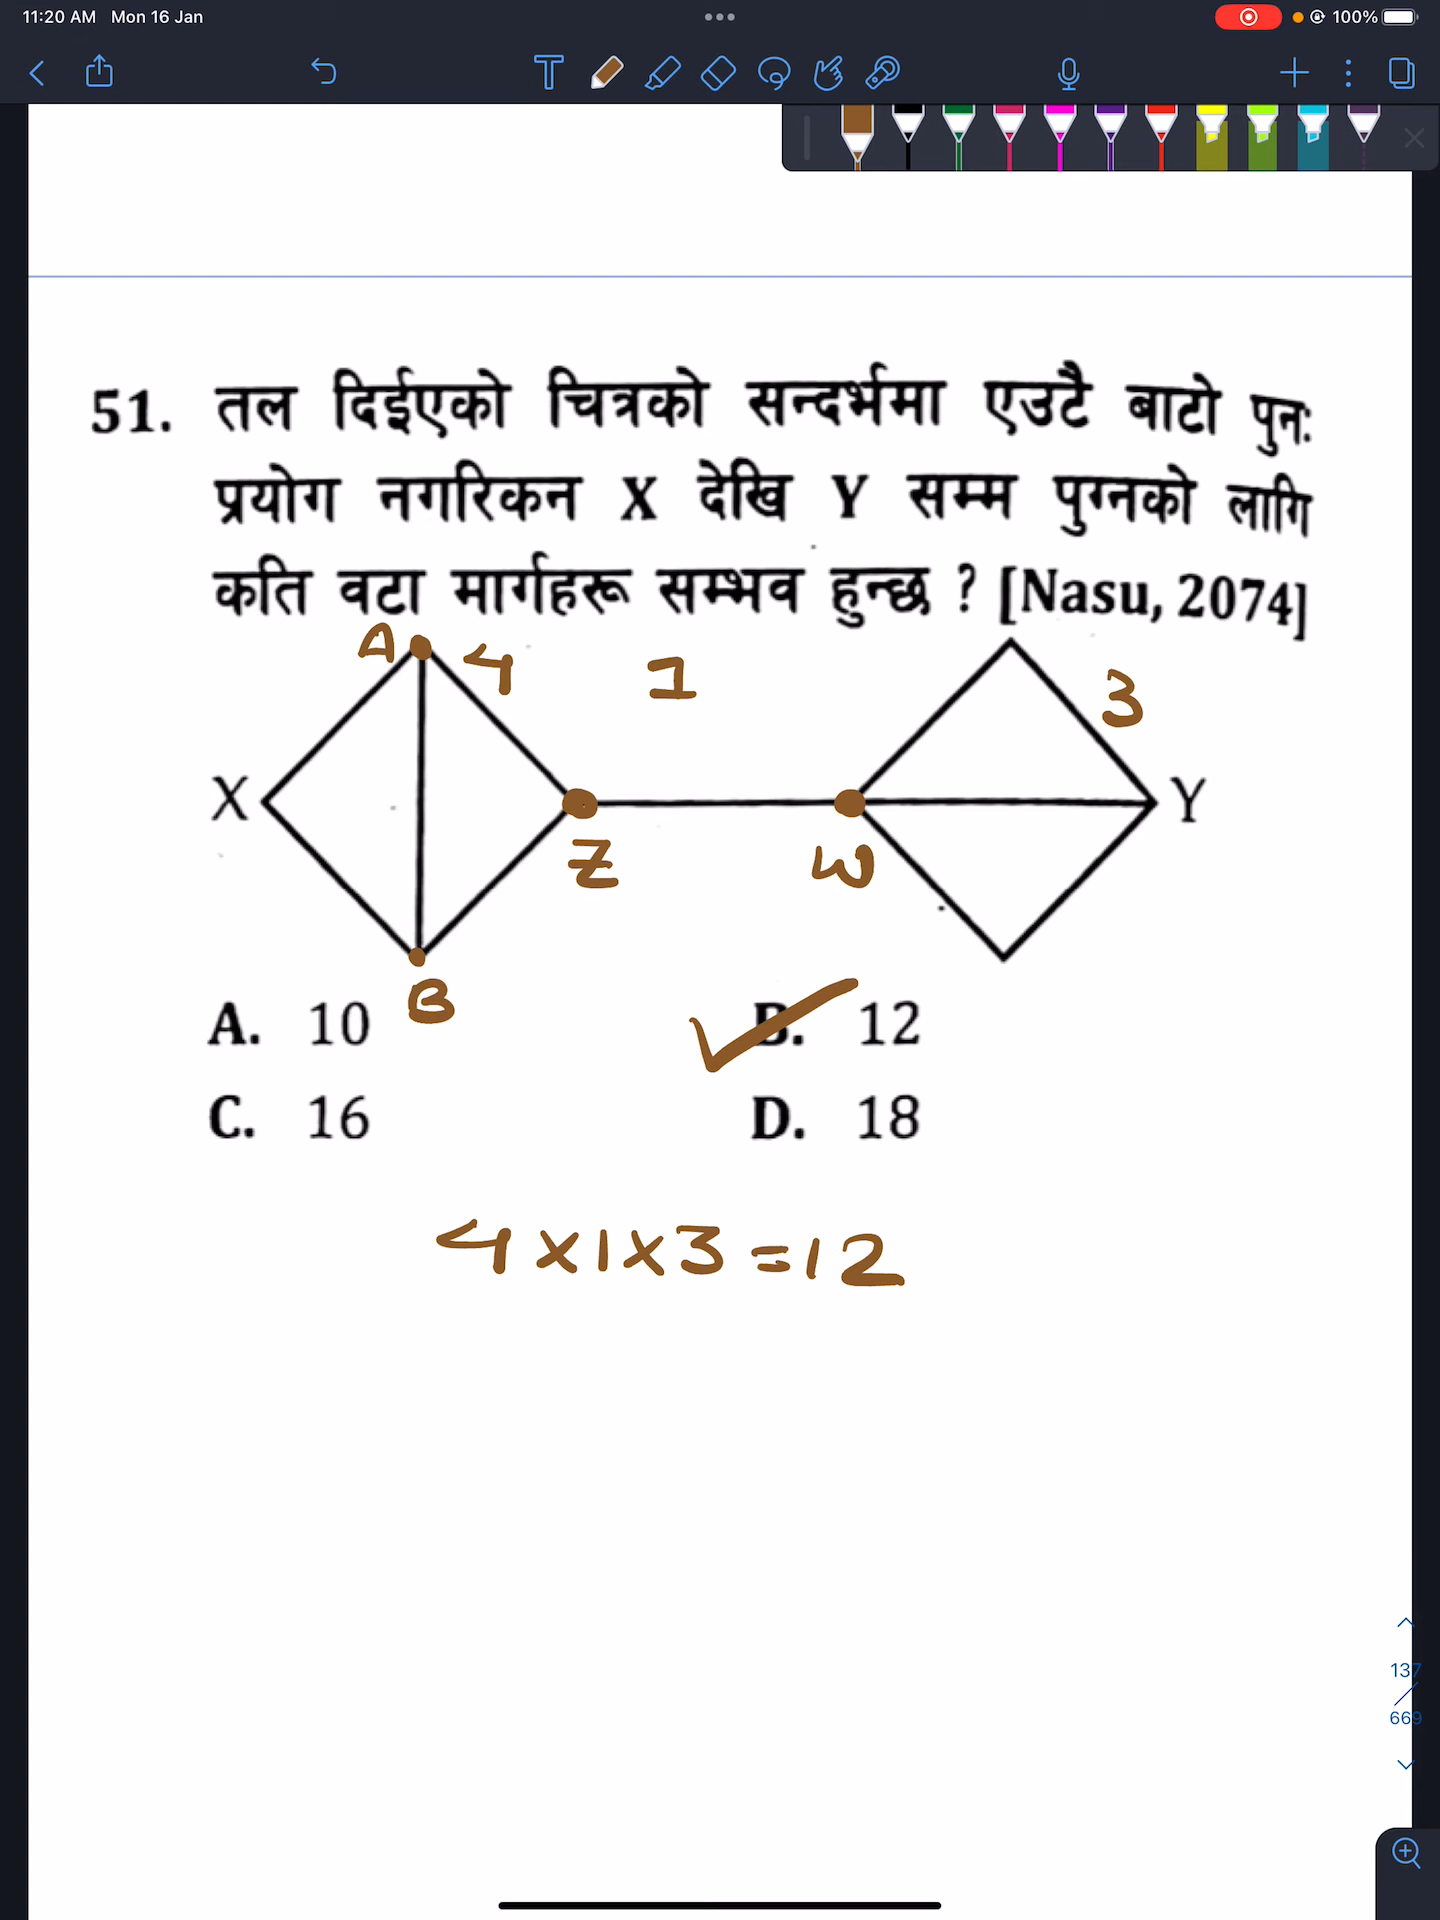 11:20 AM Mon 16 Jan
100%
T
51. तल दिईएको चित्रको सन्दर्भमा एउटै बाटो पुनः
प्रयोग नगरिकन X देखि Y सम्म पुग्नको लागि
कति वटा मार्गहरू सम्भव हुन्छ ? [Nasu, 2074]
A 4 1 3
X Y
Z W
B
A. 10 B. 12
C. 16 D. 18
4 x 1 x 3 = 12
137
669